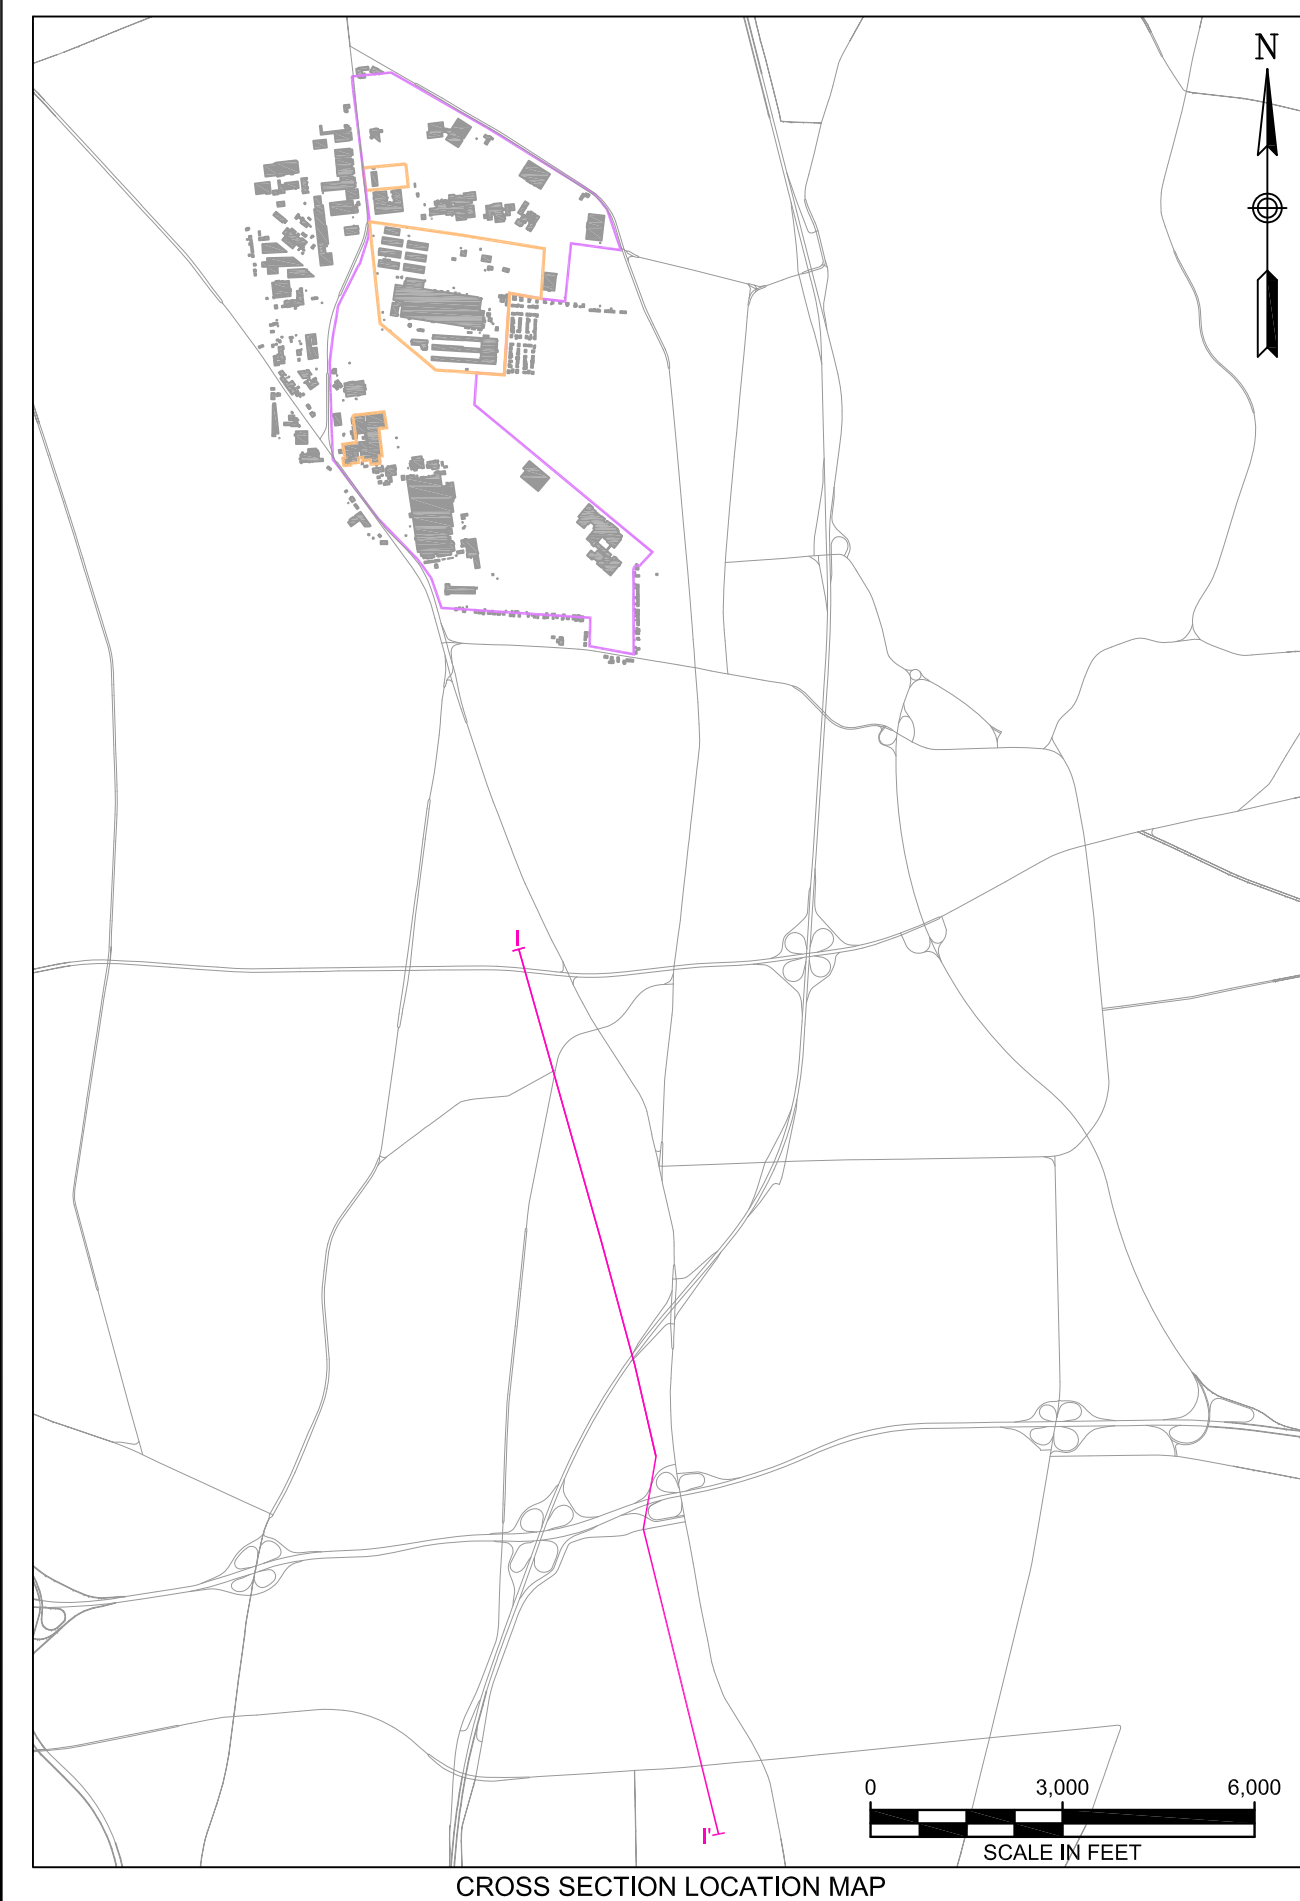 N
I
I'
0 3,000 6,000
SCALE IN FEET
CROSS SECTION LOCATION MAP